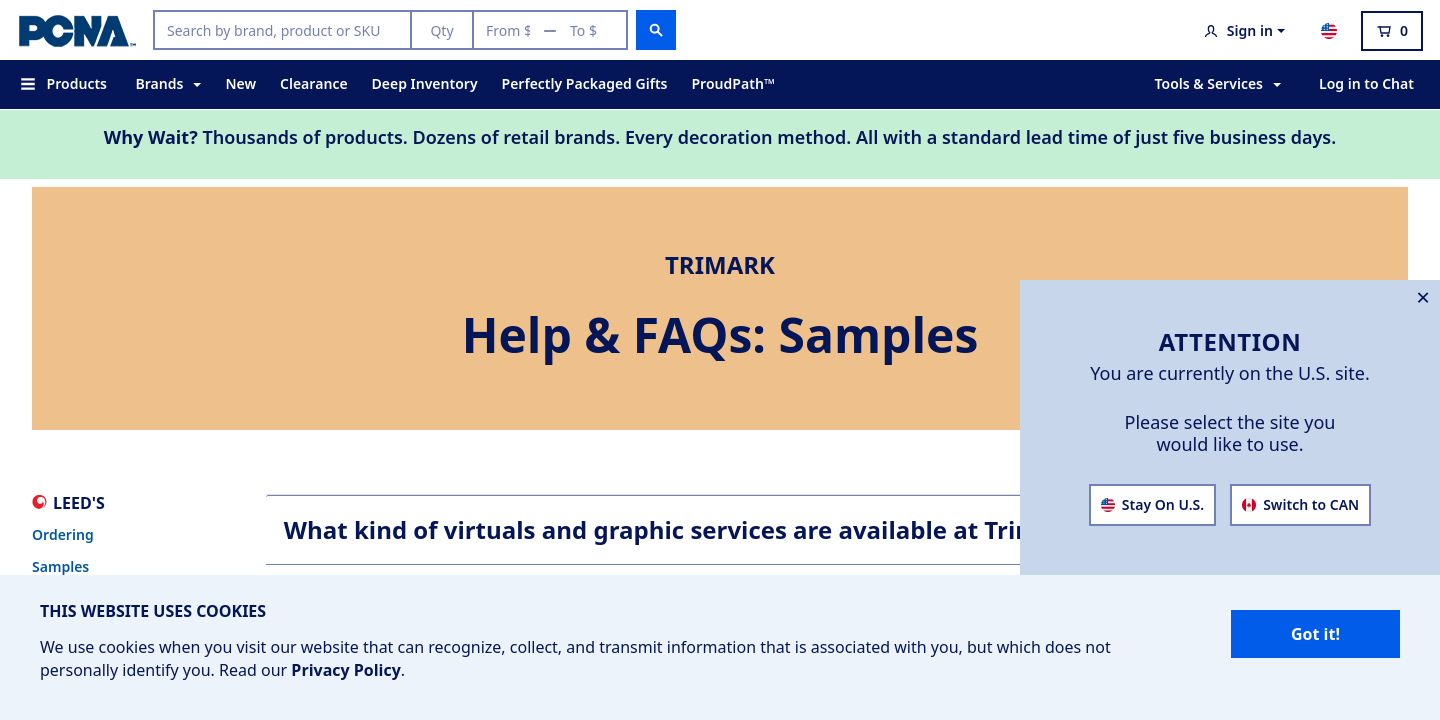 PCNA™
Search by brand, product or SKU
Qty
From $ — To $
Sign in
0
Products
Brands
New
Clearance
Deep Inventory
Perfectly Packaged Gifts
ProudPath™
Tools & Services
Log in to Chat
Why Wait? Thousands of products. Dozens of retail brands. Every decoration method. All with a standard lead time of just five business days.
TRIMARK
Help & FAQs: Samples
ATTENTION
You are currently on the U.S. site.
Please select the site you
would like to use.
Stay On U.S.
Switch to CAN
LEED'S
Ordering
Samples
What kind of virtuals and graphic services are available at
THIS WEBSITE USES COOKIES
We use cookies when you visit our website that can recognize, collect, and transmit information that is associated with you, but which does not
personally identify you. Read our Privacy Policy.
Got it!